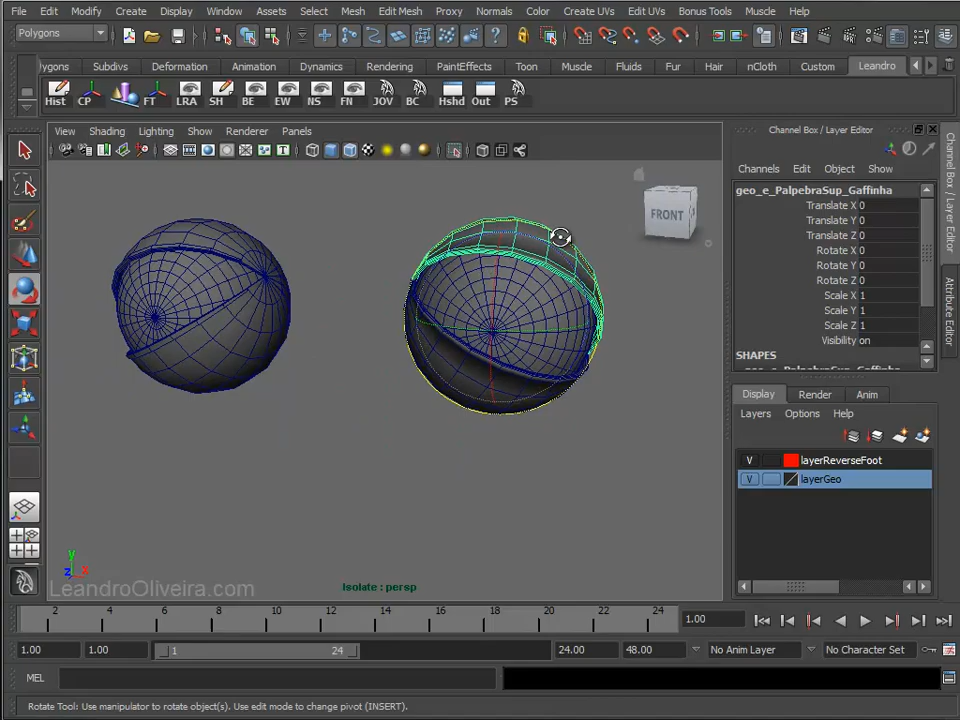 File Edit Modify Create Display Window Assets Select Mesh Edit Mesh Proxy Normals Color Create UVs Edit UVs Bonus Tools Muscle Help
Polygons
olygons Subdivs Deformation Animation Dynamics Rendering PaintEffects Toon Muscle Fluids Fur Hair nCloth Custom Leandro
Hist CP FT LRA SH BE EW NS FN JOV BC Hshd Out PS
View Shading Lighting Show Renderer Panels
Channel Box / Layer Editor
Channels Edit Object Show
geo_e_PalpebraSup_Gaffinha
Translate X 0
Translate Y 0
Translate Z 0
Rotate X 0
Rotate Y 0
Rotate Z 0
Scale X 1
Scale Y 1
Scale Z 1
Visibility on
SHAPES
geo_e_PalpebraSup_Gaffinha
Channel Box / Layer Editor
Attribute Editor
FRONT
Display Render Anim
Layers Options Help
V layerReverseFoot
V layerGeo
y
z x
LeandroOliveira.com
Isolate : persp
2 4 6 8 10 12 14 16 18 20 22 24 1.00
1.00 1.00 1 24 24.00 48.00 No Anim Layer No Character Set
MEL
Rotate Tool: Use manipulator to rotate object(s). Use edit mode to change pivot (INSERT).